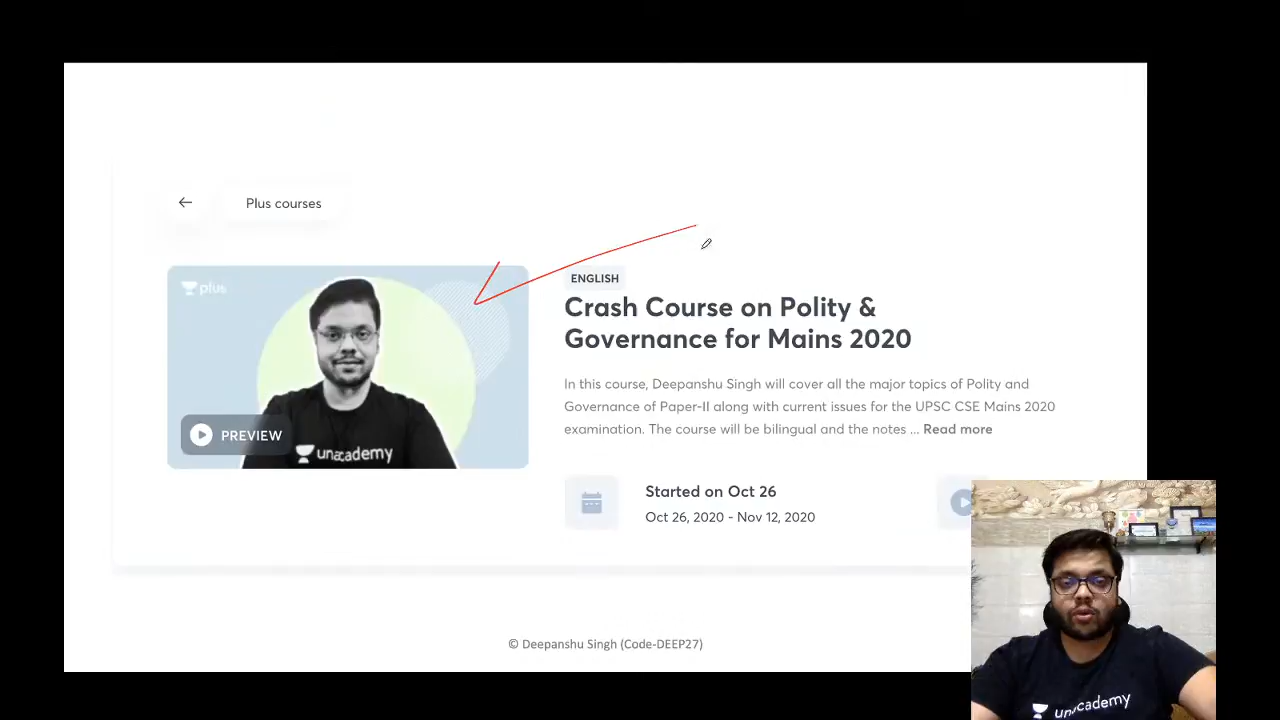 Plus courses
plus
PREVIEW
unacademy
ENGLISH
Crash Course on Polity &
Governance for Mains 2020
In this course, Deepanshu Singh will cover all the major topics of Polity and
Governance of Paper-II along with current issues for the UPSC CSE Mains 2020
examination. The course will be bilingual and the notes ... Read more
Started on Oct 26
Oct 26, 2020 - Nov 12, 2020
© Deepanshu Singh (Code-DEEP27)
unacademy